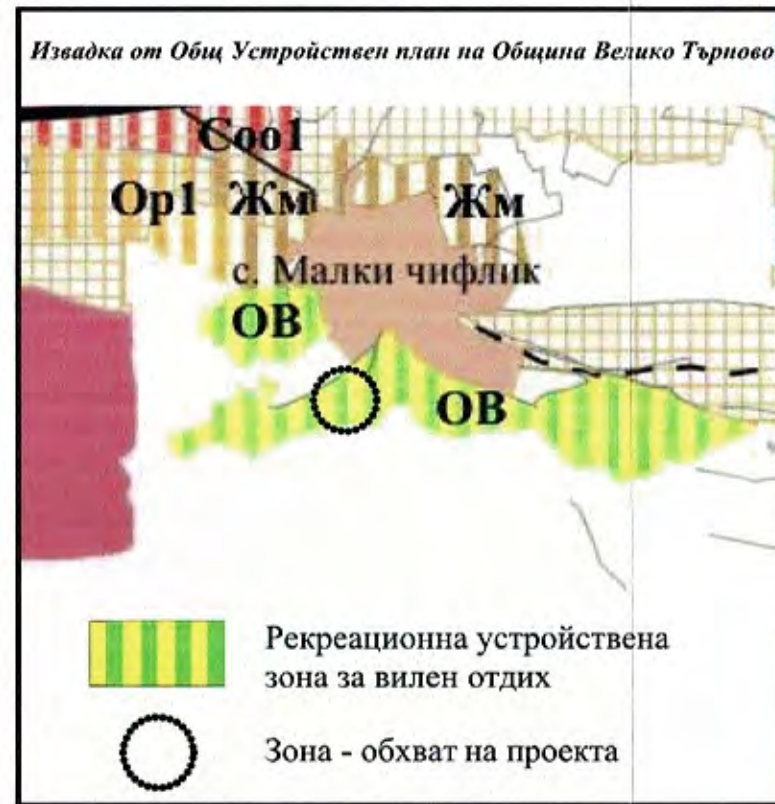 Извадка от Общ Устройствен план на Община Велико Търново
Соо1
Ор1 Жм Жм
с. Малки чифлик
ОВ
ОВ
Рекреационна устройствена
зона за вилен отдих
Зона - обхват на проекта